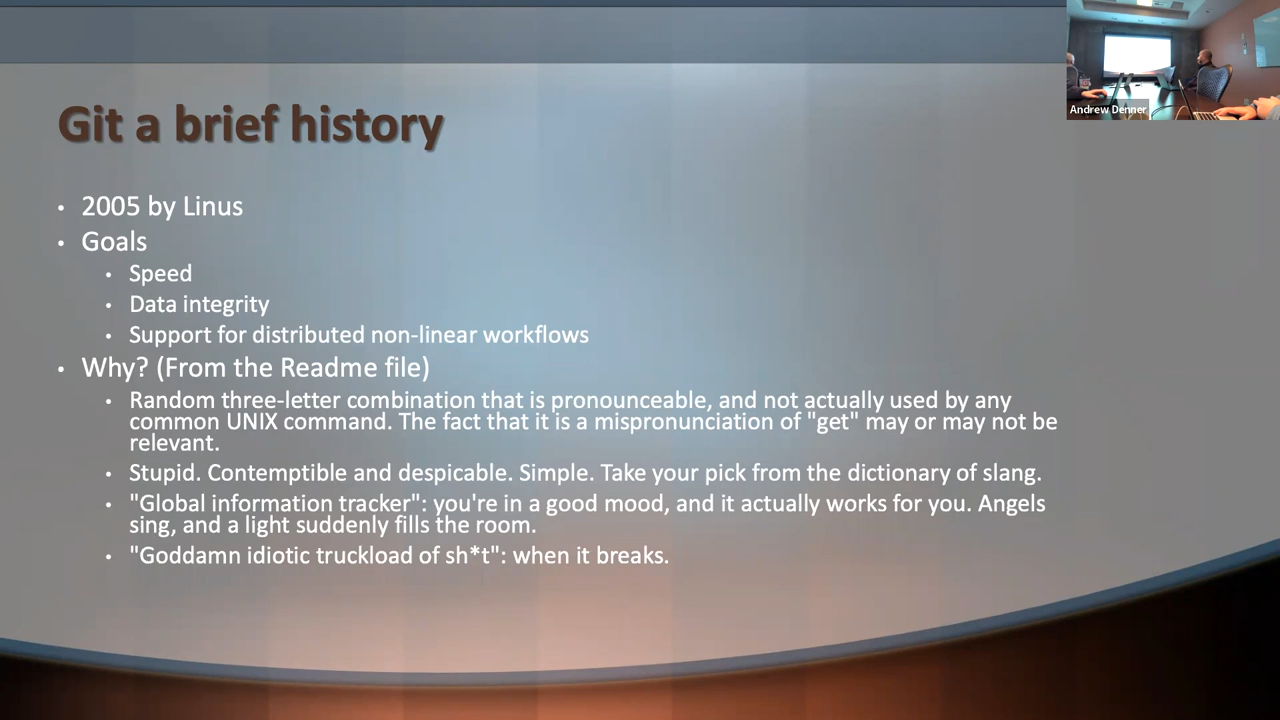 Andrew Denner
Git a brief history
• 2005 by Linus
• Goals
• Speed
• Data integrity
• Support for distributed non-linear workflows
• Why? (From the Readme file)
• Random three-letter combination that is pronounceable, and not actually used by any
common UNIX command. The fact that it is a mispronunciation of "get" may or may not be
relevant.
• Stupid. Contemptible and despicable. Simple. Take your pick from the dictionary of slang.
• "Global information tracker": you're in a good mood, and it actually works for you. Angels
sing, and a light suddenly fills the room.
• "Goddamn idiotic truckload of sh*t": when it breaks.